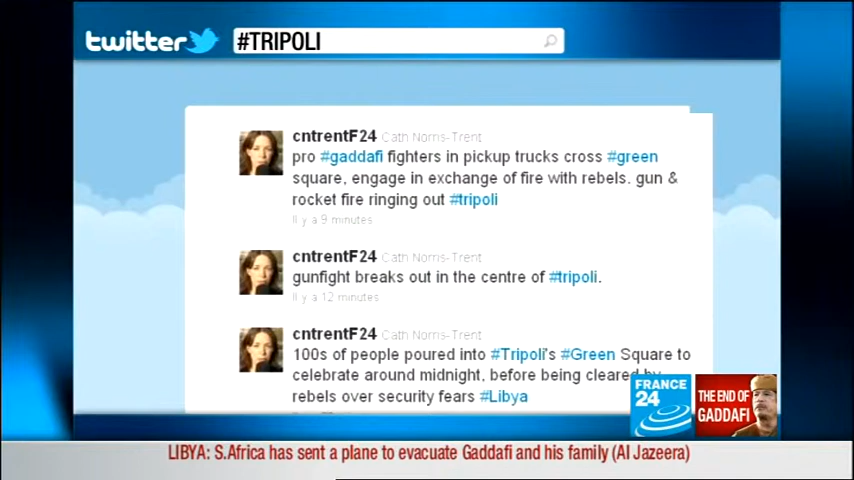 twitter
#TRIPOLI
cntrentF24 Cath Norris-Trent
pro #gaddafi fighters in pickup trucks cross #green
square, engage in exchange of fire with rebels. gun &
rocket fire ringing out #tripoli
Il y a 9 minutes
cntrentF24 Cath Norris-Trent
gunfight breaks out in the centre of #tripoli.
Il y a 12 minutes
cntrentF24 Cath Norris-Trent
100s of people poured into #Tripoli's #Green Square to
celebrate around midnight, before being cleared by
rebels over security fears #Libya
FRANCE
24
THE END OF
GADDAFI
LIBYA: S.Africa has sent a plane to evacuate Gaddafi and his family (Al Jazeera)